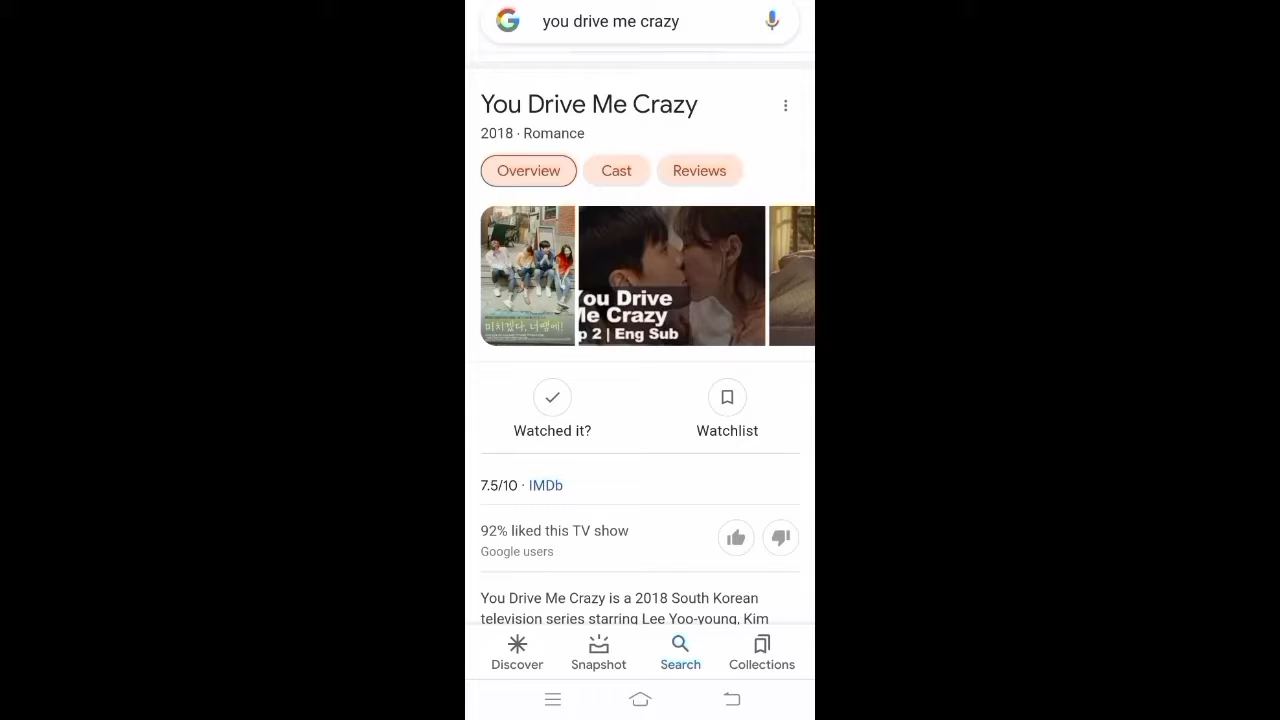 you drive me crazy
You Drive Me Crazy
2018 · Romance
Overview
Cast
Reviews
미치겠다, 너땜에!
You Drive
Me Crazy
p 2 | Eng Sub
Watched it?
Watchlist
7.5/10 · IMDb
92% liked this TV show
Google users
You Drive Me Crazy is a 2018 South Korean
television series starring Lee Yoo-young, Kim
Discover
Snapshot
Search
Collections